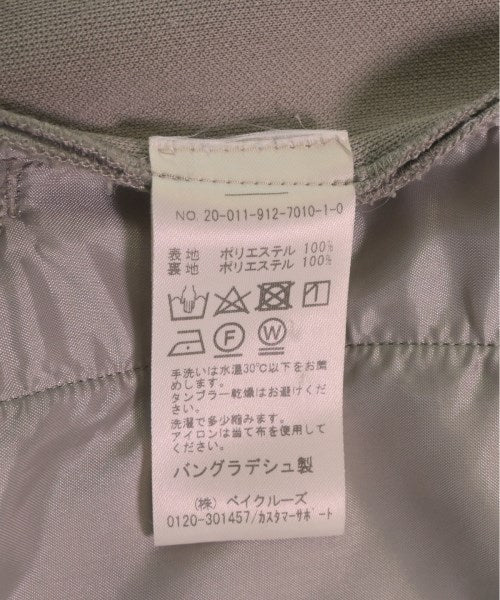 NO. 20-011-912-7010-1-0
表地 ポリエステル 100%
裏地 ポリエステル 100%
F W
手洗いは水温30℃以下をお薦
めします。
タンブラー乾燥はお避けくださ
い。
洗濯で多少縮みます。
アイロンは当て布を使用して
ください。
バングラデシュ製
(株) ベイクルーズ
0120-301457/カスタマーサポート